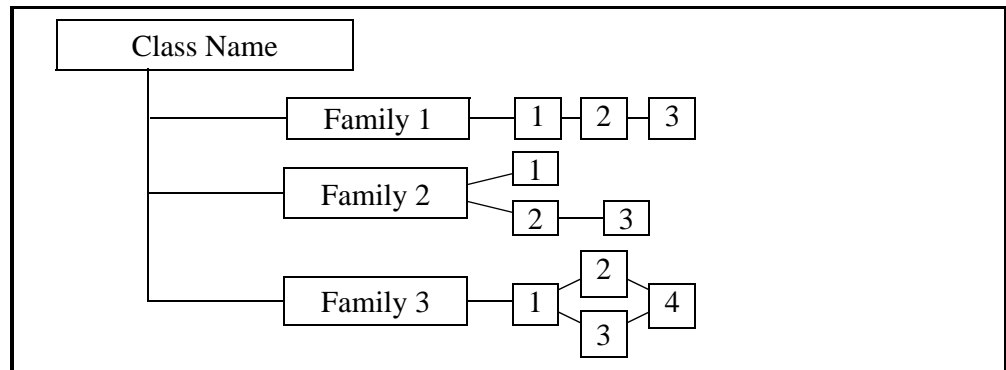 Class Name
Family 1 1 2 3
Family 2 1
2 3
Family 3 1 2 3 4